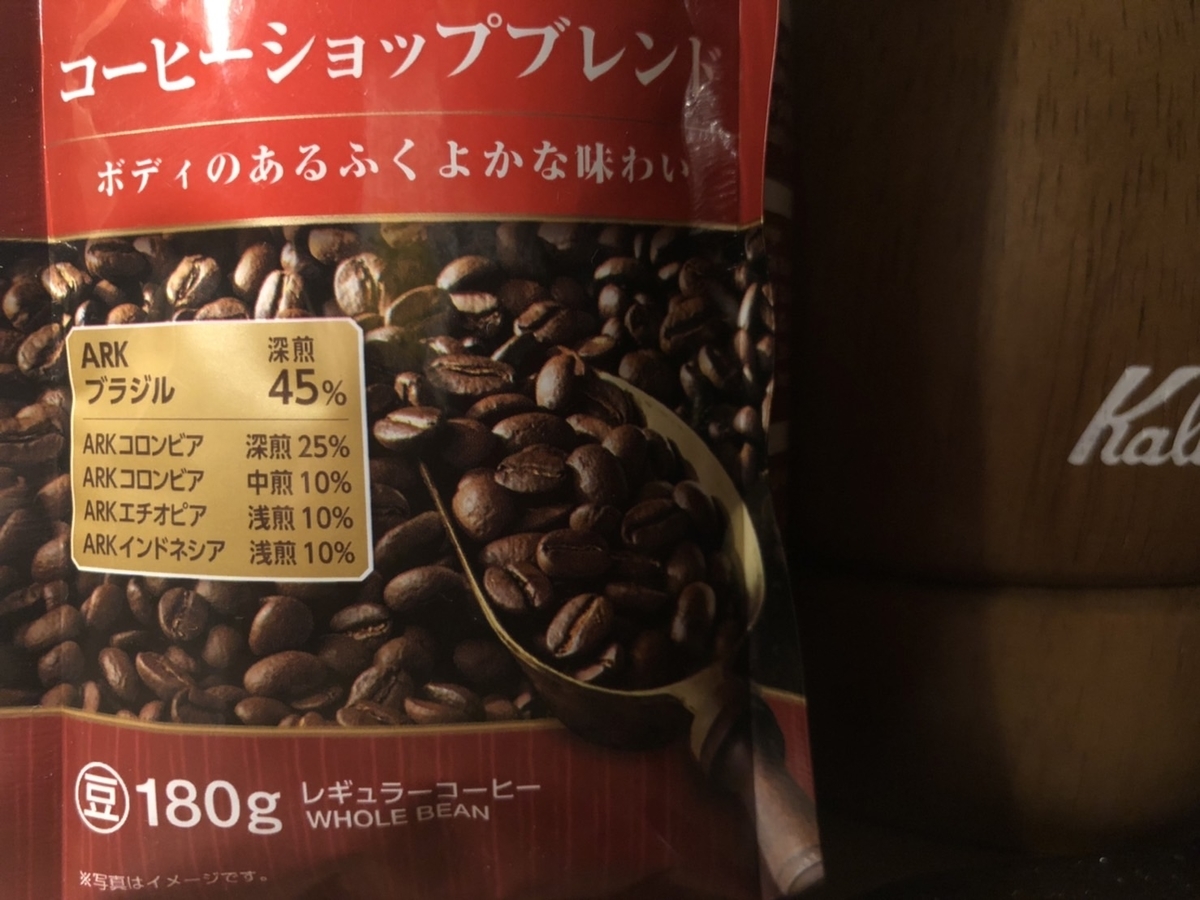 コーヒーショップブレンド
ボディのあるふくよかな味わい
ARK 深煎
ブラジル 45%
ARKコロンビア 深煎 25%
ARKコロンビア 中煎 10%
ARKエチオピア 浅煎 10%
ARKインドネシア 浅煎 10%
豆 180g レギュラーコーヒー
WHOLE BEAN
※写真はイメージです。